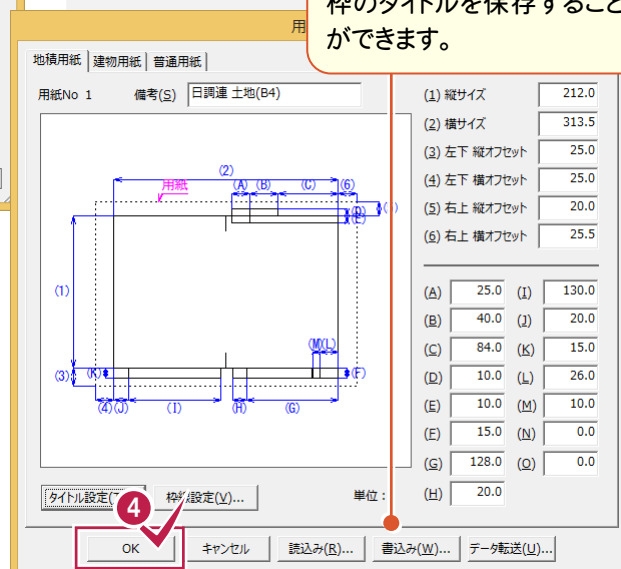 枠のタイトルを保存すること
ができます。
用
地積用紙 建物用紙 普通用紙
用紙No 1 備考(S) 日調連 土地(B4)
(1) 縦サイズ 212.0
(2) 横サイズ 313.5
(3) 左下 縦オフセット 25.0
(4) 左下 横オフセット 25.0
(5) 右上 縦オフセット 20.0
(6) 右上 横オフセット 25.5
(2)
用紙 (A) (B) (C) (6)
(D)
(E)
(1)
(M)(L)
(3) (K) (F)
(4) (J) (I) (H) (G)
(A) 25.0 (I) 130.0
(B) 40.0 (J) 20.0
(C) 84.0 (K) 15.0
(D) 10.0 (L) 26.0
(E) 10.0 (M) 10.0
(F) 15.0 (N) 0.0
(G) 128.0 (O) 0.0
(H) 20.0
タイトル設定( 枠線設定(V)... 単位：
4
OK キャンセル 読込み(R)... 書込み(W)... データ転送(U)...